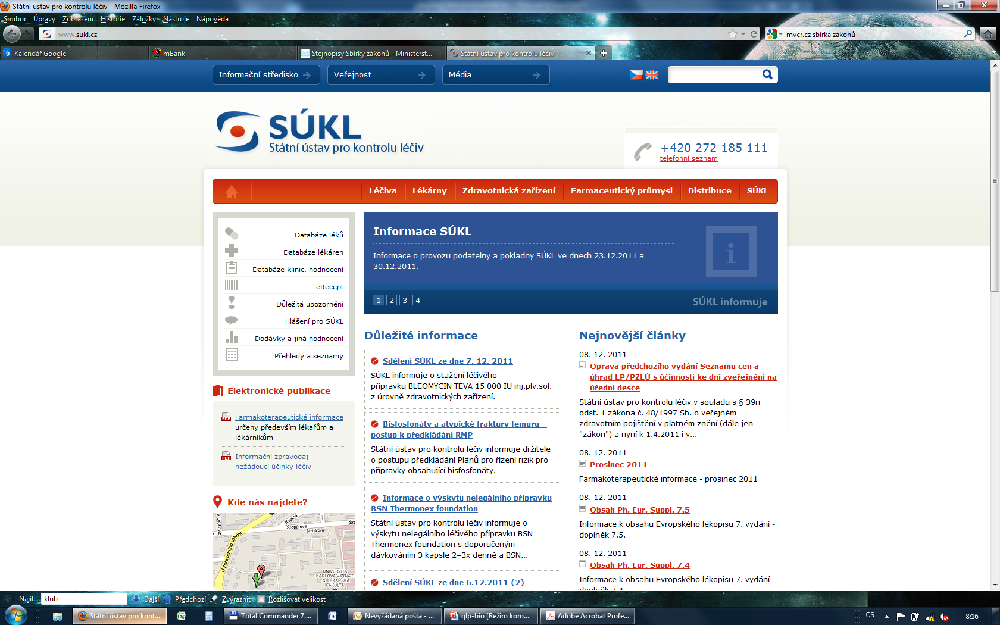 Státní ústav pro kontrolu léčiv - Mozilla Firefox
Soubor Úpravy Zobrazení Historie Záložky Nástroje Nápověda
www.sukl.cz
mvcr.cz sbírka zákonů
9 Kalendář Google
mBank
Stejnopisy Sbírky zákonů - Ministerst...
Státní ústav pro kontrolu léčiv
Informační středisko
Veřejnost
Média
SÚKL
Státní ústav pro kontrolu léčiv
+420 272 185 111
telefonní seznam
Léčiva
Lékárny
Zdravotnická zařízení
Farmaceutický průmysl
Distribuce
SÚKL
Databáze léků
Databáze lékáren
Databáze klinic. hodnocení
eRecept
Důležitá upozornění
Hlášení pro SÚKL
Dodávky a jiná hodnocení
Přehledy a seznamy
Elektronické publikace
PDF Farmakoterapeutické informace
určeny především lékařům a
lékárníkům
PDF Informační zpravodaj -
nežádoucí účinky léčiv
Kde nás najdete?
z Lobkovic
Květná
Šrobárova
Šrobárova
U zdravotního ústavu
A
UNIVERZITA
KARLOVA V PRAZE-
3. LÉKAŘSKÁ
FAKULTA
Informace SÚKL
Informace o provozu podatelny a pokladny SÚKL ve dnech 23.12.2011 a
30.12.2011.
i
1 2 3 4
SÚKL informuje
Důležité informace
Sdělení SÚKL ze dne 7. 12. 2011
SÚKL informuje o stažení léčivého
přípravku BLEOMYCIN TEVA 15 000 IU inj.plv.sol.
z úrovně zdravotnických zařízení.
Bisfosfonáty a atypické fraktury femuru –
postup k předkládání RMP
Státní ústav pro kontrolu léčiv informuje držitele
o postupu předkládání Plánů pro řízení rizik pro
přípravky obsahující bisfosfonáty.
Informace o výskytu nelegálního přípravku
BSN Thermonex foundation
Státní ústav pro kontrolu léčiv informuje o
výskytu nelegálního léčivého přípravku BSN
Thermonex foundation s doporučeným
dávkováním 3 kapsle 2–3x denně a BSN...
Sdělení SÚKL ze dne 6.12.2011 (2)
Nejnovější články
08. 12. 2011
Oprava předchozího vydání Seznamu cen a
úhrad LP/PZLÚ s účinností ke dni zveřejnění na
úřední desce
Státní ústav pro kontrolu léčiv v souladu s § 39n
odst. 1 zákona č. 48/1997 Sb. o veřejném
zdravotním pojištění v platném znění (dále jen
"zákon") a nyní k 1.4.2011 i v...
08. 12. 2011
Prosinec 2011
Farmakoterapeutické informace - prosinec 2011
08. 12. 2011
Obsah Ph. Eur. Suppl. 7.5
Informace k obsahu Evropského lékopisu 7. vydání -
doplněk 7.5.
08. 12. 2011
Obsah Ph. Eur. Suppl. 7.4
Informace k obsahu Evropského lékopisu 7. vydání -
doplněk 7.4
Najít: klub Další Předchozí Zvýraznit Rozlišovat velikost
Státní ústav pro kont...
Total Commander 7....
Nevyžádaná pošta - ...
glp-bio [Režim kom...
Adobe Acrobat Profe...
CS
8:16